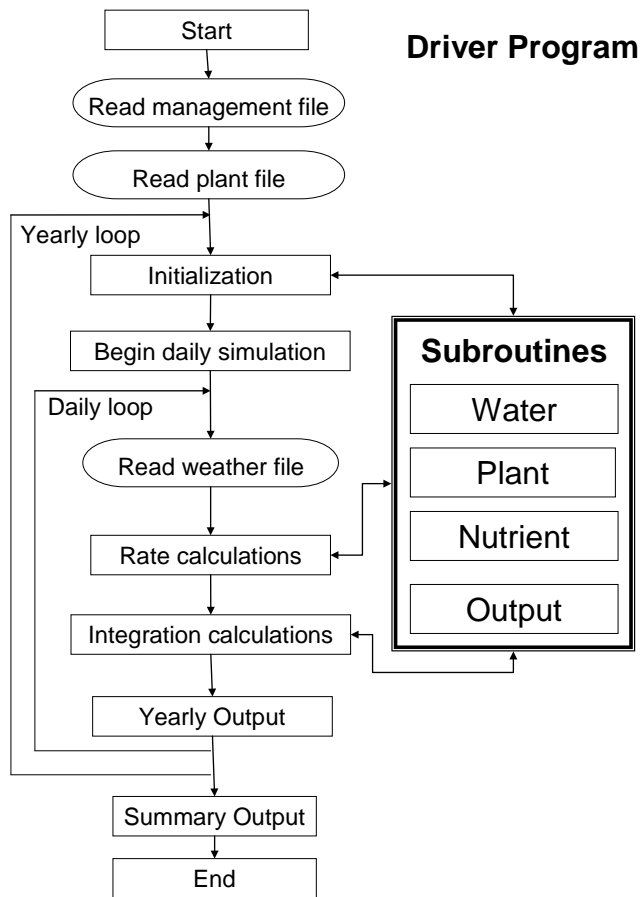 Driver Program
Start
Read management file
Read plant file
Yearly loop
Initialization
Begin daily simulation
Daily loop
Read weather file
Rate calculations
Integration calculations
Yearly Output
Summary Output
End
Subroutines
Water
Plant
Nutrient
Output